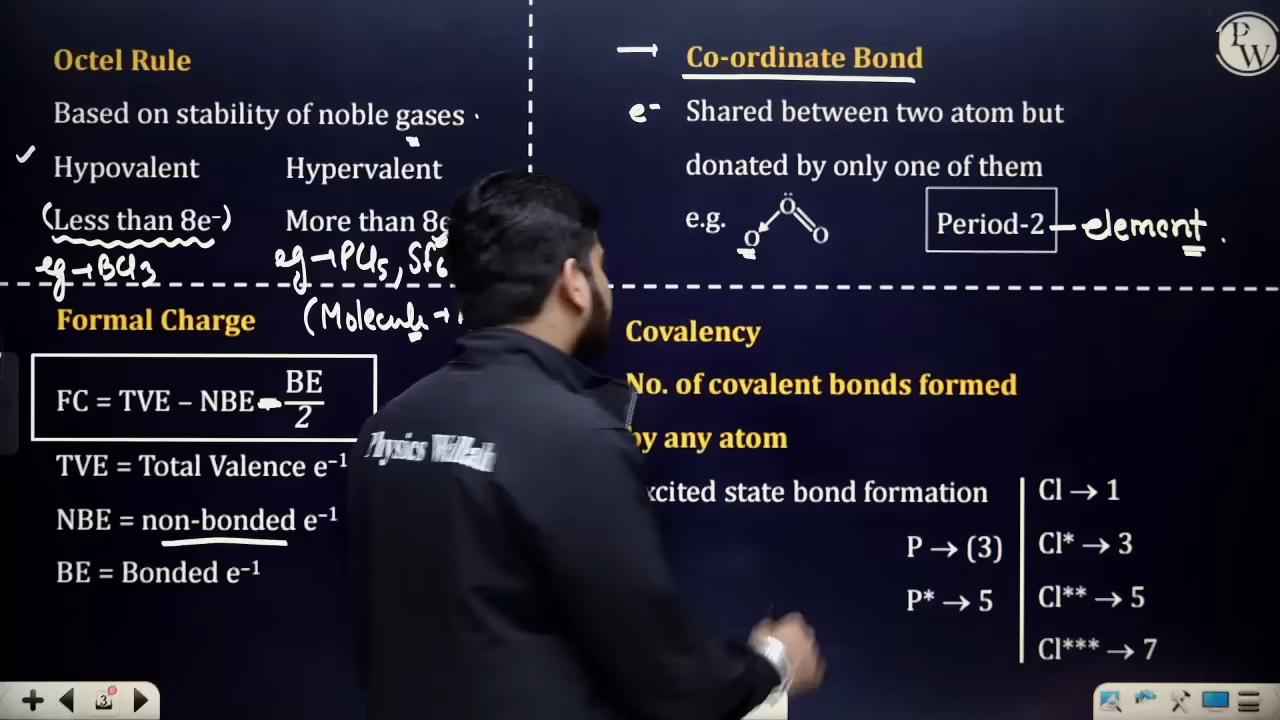 Octel Rule
Based on stability of noble gases
Hypovalent Hypervalent
(Less than 8e⁻) More than 8e
eg → BCl3 eg → PCl5, SF6
Formal Charge (Molecule →
FC = TVE – NBE - BE/2
TVE = Total Valence e⁻¹
NBE = non-bonded e⁻¹
BE = Bonded e⁻¹
→ Co-ordinate Bond
e⁻ Shared between two atom but
donated by only one of them
e.g. O Ö O Period-2 — element.
Covalency
No. of covalent bonds formed
by any atom
xcited state bond formation
P → (3)
P* → 5
Cl → 1
Cl* → 3
Cl** → 5
Cl*** → 7
PW
Physics Wallah
3